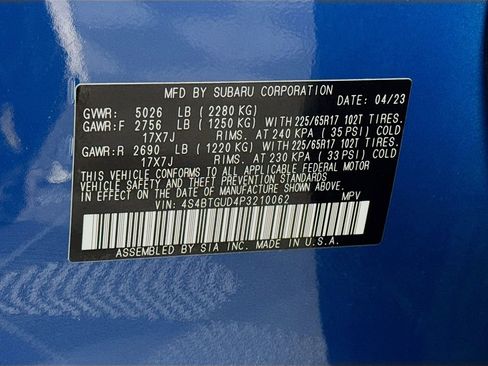 MFD BY SUBARU CORPORATION
DATE: 04/23
GVWR: 5026 LB ( 2280 KG)
GAWR:F 2756 LB ( 1250 KG) WITH 225/65R17 102T TIRES.
17X7J RIMS. AT 240 KPA ( 35 PSI) COLD
GAWR:R 2690 LB ( 1220 KG) WITH 225/65R17 102T TIRES.
17X7J RIMS. AT 230 KPA ( 33 PSI) COLD
THIS VEHICLE CONFORMS TO ALL APPLICABLE FEDERAL MOTOR
VEHICLE SAFETY AND THEFT PREVENTION STANDARDS
IN EFFECT ON THE DATE OF MANUFACTURE SHOWN ABOVE.
VIN: 4S4BTGUD4P3210062 MPV
ASSEMBLED BY SIA INC. MADE IN U.S.A.